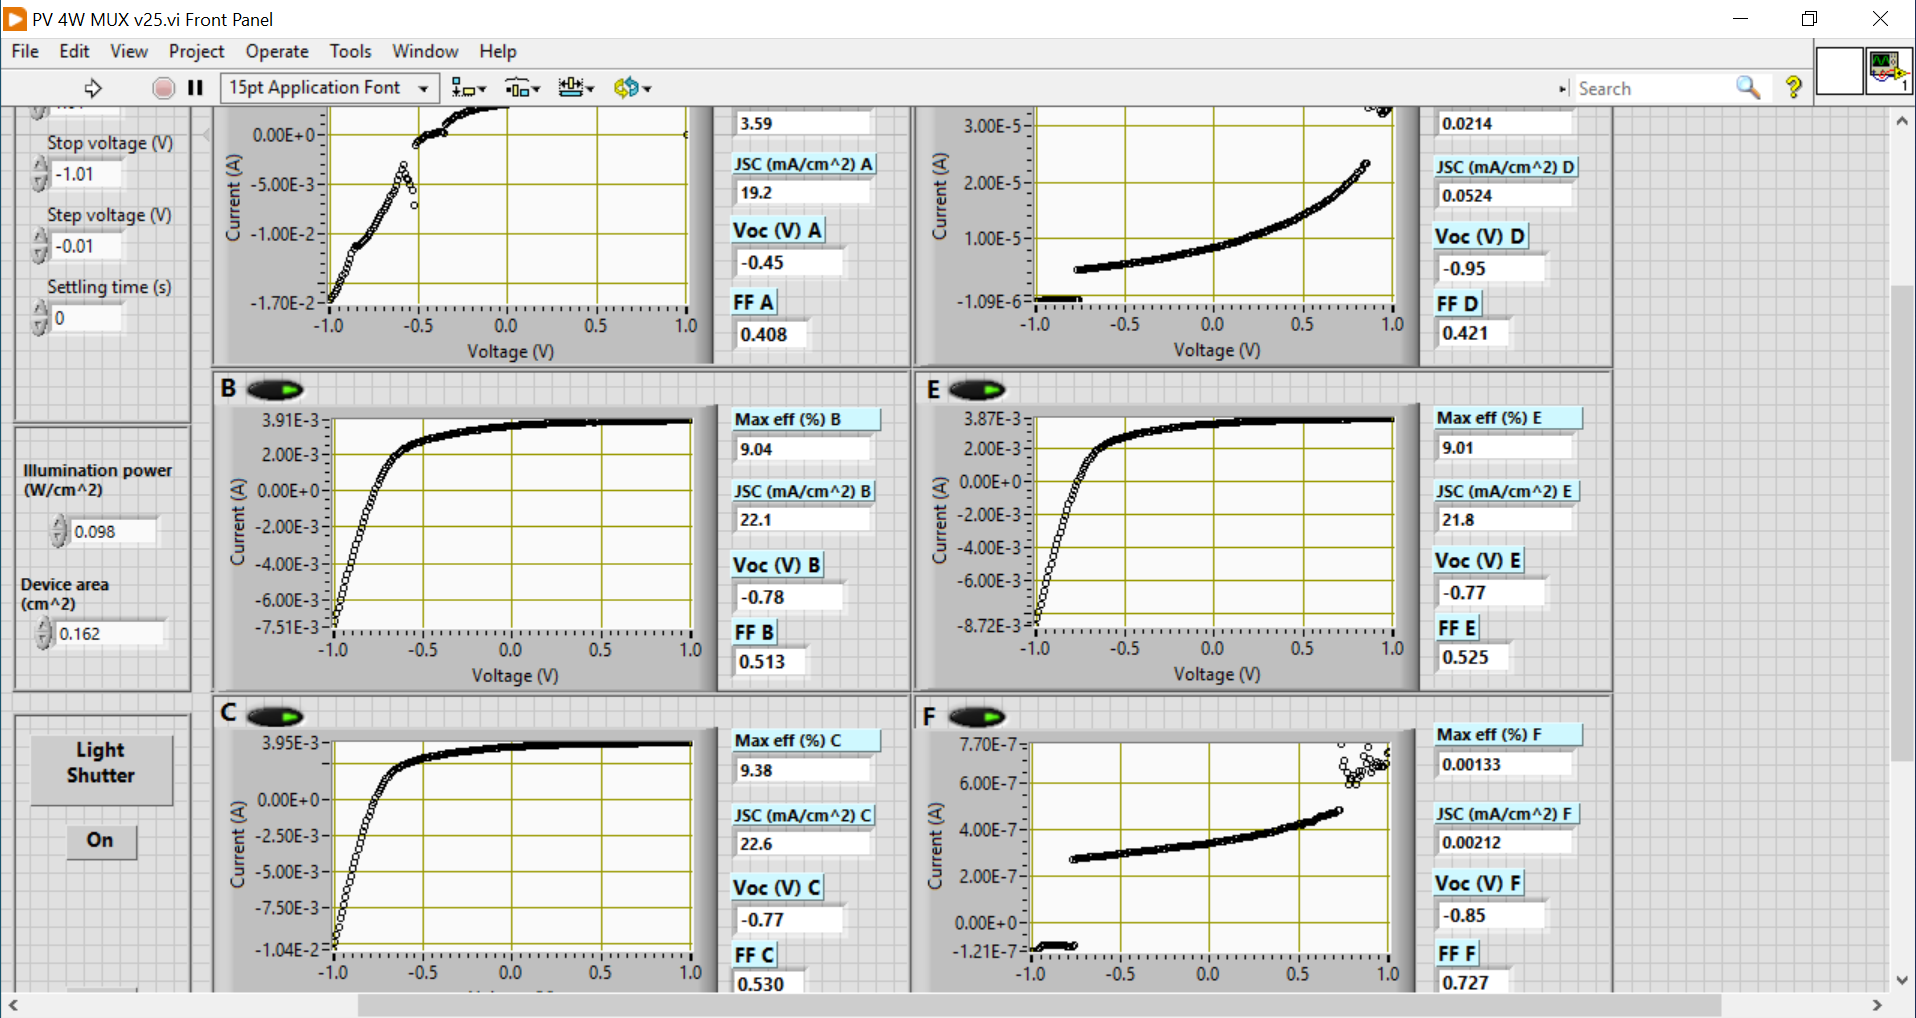 PV 4W MUX v25.vi Front Panel
File Edit View Project Operate Tools Window Help
15pt Application Font
Search
1
Stop voltage (V)
-1.01
Step voltage (V)
-0.01
Settling time (s)
0
Illumination power
(W/cm^2)
0.098
Device area
(cm^2)
0.162
Light
Shutter
On
Current (A)
0.00E+0
-5.00E-3
-1.00E-2
-1.70E-2
-1.0 -0.5 0.0 0.5 1.0
Voltage (V)
3.59
JSC (mA/cm^2) A
19.2
Voc (V) A
-0.45
FF A
0.408
Current (A)
3.00E-5
2.00E-5
1.00E-5
-1.09E-6
-1.0 -0.5 0.0 0.5 1.0
Voltage (V)
0.0214
JSC (mA/cm^2) D
0.0524
Voc (V) D
-0.95
FF D
0.421
B
Current (A)
3.91E-3
2.00E-3
0.00E+0
-2.00E-3
-4.00E-3
-6.00E-3
-7.51E-3
-1.0 -0.5 0.0 0.5 1.0
Voltage (V)
Max eff (%) B
9.04
JSC (mA/cm^2) B
22.1
Voc (V) B
-0.78
FF B
0.513
E
Current (A)
3.87E-3
2.00E-3
0.00E+0
-2.00E-3
-4.00E-3
-6.00E-3
-8.72E-3
-1.0 -0.5 0.0 0.5 1.0
Voltage (V)
Max eff (%) E
9.01
JSC (mA/cm^2) E
21.8
Voc (V) E
-0.77
FF E
0.525
C
Current (A)
3.95E-3
0.00E+0
-2.50E-3
-5.00E-3
-7.50E-3
-1.04E-2
-1.0 -0.5 0.0 0.5 1.0
Max eff (%) C
9.38
JSC (mA/cm^2) C
22.6
Voc (V) C
-0.77
FF C
0.530
F
Current (A)
7.70E-7
6.00E-7
4.00E-7
2.00E-7
0.00E+0
-1.21E-7
-1.0 -0.5 0.0 0.5 1.0
Max eff (%) F
0.00133
JSC (mA/cm^2) F
0.00212
Voc (V) F
-0.85
FF F
0.727